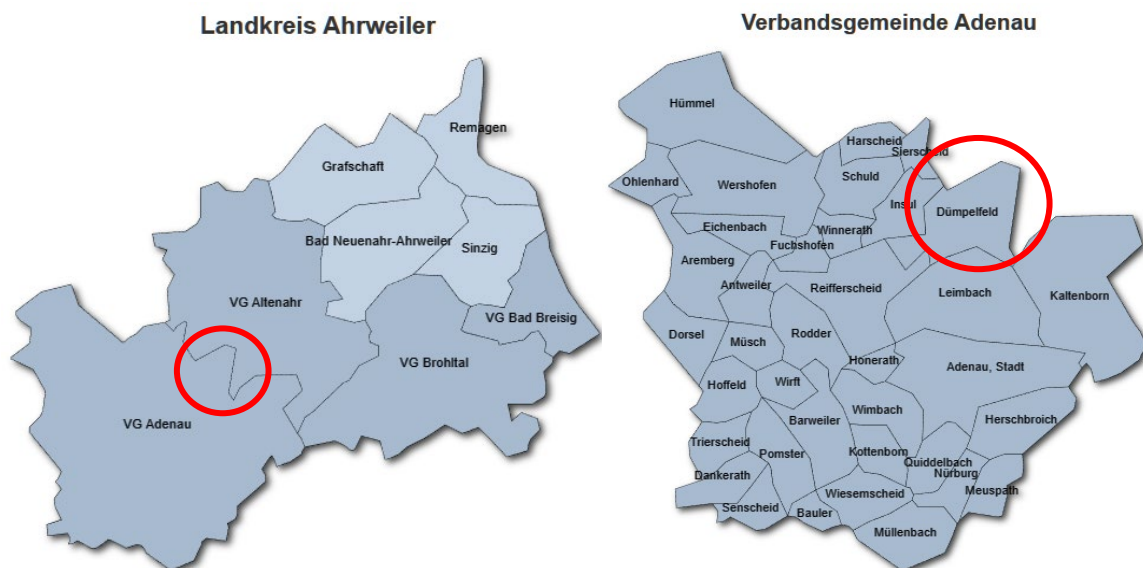 Landkreis Ahrweiler
Remagen
Grafschaft
Bad Neuenahr-Ahrweiler
Sinzig
VG Altenahr
VG Bad Breisig
VG Brohltal
VG Adenau
Verbandsgemeinde Adenau
Hümmel
Harscheid
Sierscheid
Ohlenhard
Wershofen
Schuld
Insul
Dümpelfeld
Eichenbach
Winnerath
Fuchshofen
Aremberg
Antweiler
Reifferscheid
Leimbach
Kaltenborn
Dorsel
Müsch
Rodder
Honerath
Adenau, Stadt
Hoffeld
Wirft
Wimbach
Barweiler
Herschbroich
Trierscheid
Pomster
Kottenborn
Quiddelbach
Nürburg
Dankerath
Meuspath
Wiesemscheid
Senscheid
Bauler
Müllenbach